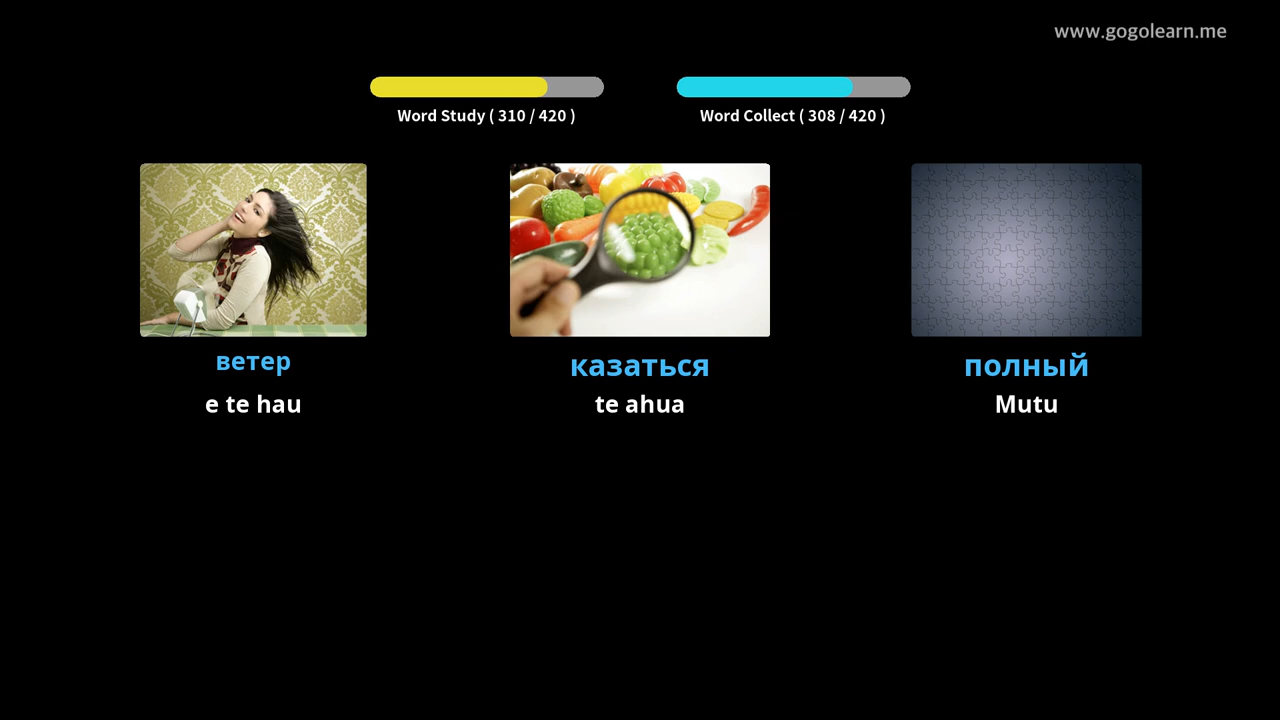 www.gogolearn.me
Word Study ( 310 / 420 )
Word Collect ( 308 / 420 )
ветер
казаться
полный
e te hau
te ahua
Mutu